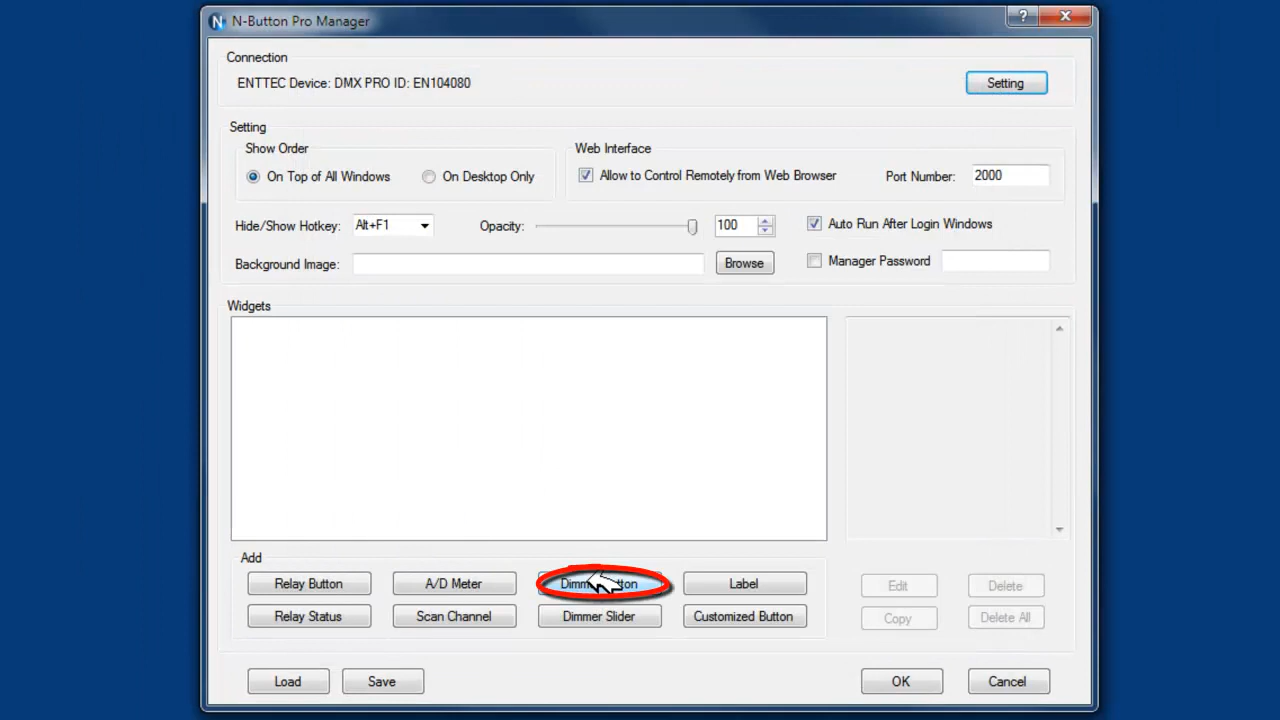 N-Button Pro Manager
?
Connection
ENTTEC Device: DMX PRO ID: EN104080
Setting
Setting
Show Order
Web Interface
On Top of All Windows
On Desktop Only
Allow to Control Remotely from Web Browser
Port Number:
2000
Hide/Show Hotkey:
Alt+F1
Opacity:
100
Auto Run After Login Windows
Background Image:
Browse
Manager Password
Widgets
Add
Relay Button
A/D Meter
Label
Edit
Delete
Relay Status
Scan Channel
Dimmer Slider
Customized Button
Copy
Delete All
Load
Save
OK
Cancel